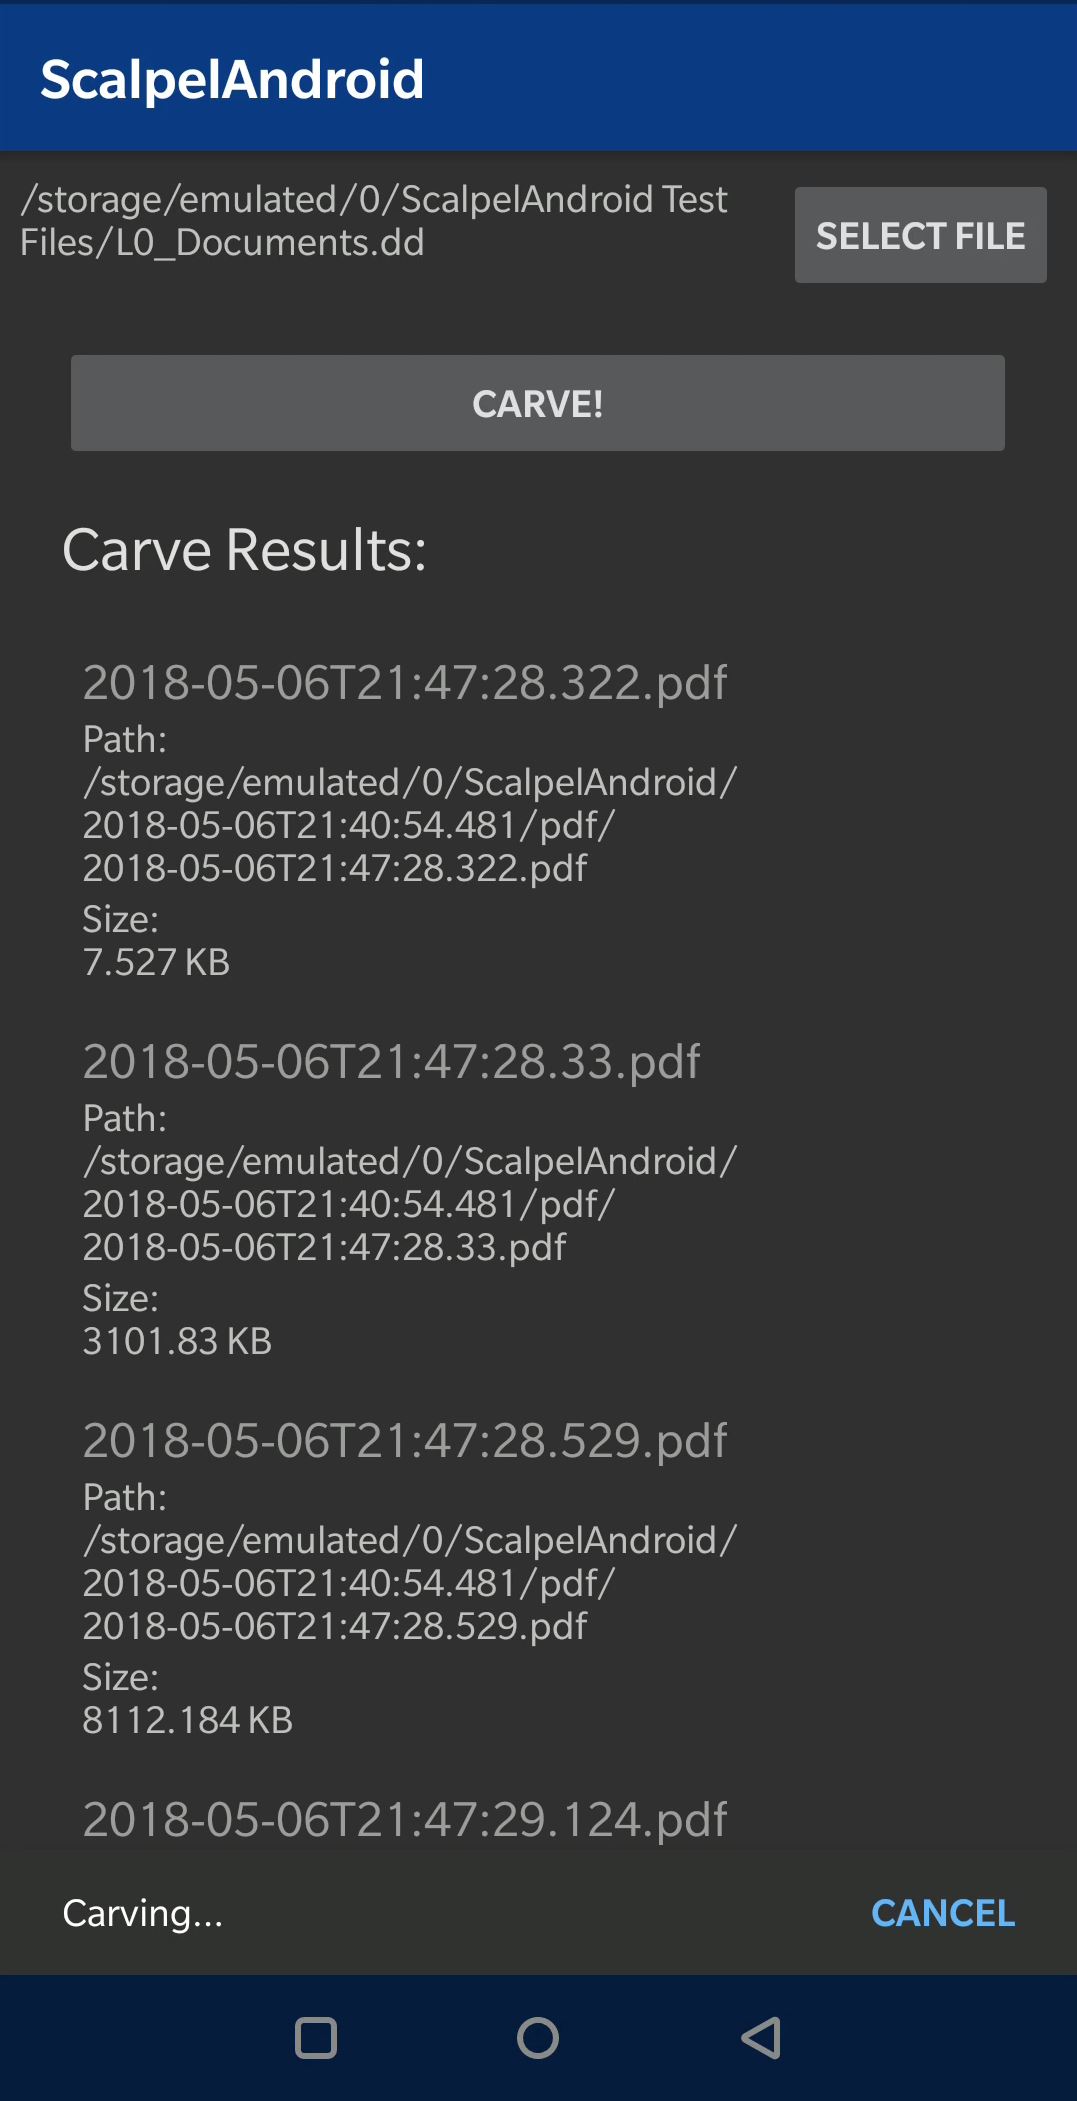 ScalpelAndroid
/storage/emulated/0/ScalpelAndroid Test
Files/L0_Documents.dd
SELECT FILE
CARVE!
Carve Results:
2018-05-06T21:47:28.322.pdf
Path:
/storage/emulated/0/ScalpelAndroid/
2018-05-06T21:40:54.481/pdf/
2018-05-06T21:47:28.322.pdf
Size:
7.527 KB
2018-05-06T21:47:28.33.pdf
Path:
/storage/emulated/0/ScalpelAndroid/
2018-05-06T21:40:54.481/pdf/
2018-05-06T21:47:28.33.pdf
Size:
3101.83 KB
2018-05-06T21:47:28.529.pdf
Path:
/storage/emulated/0/ScalpelAndroid/
2018-05-06T21:40:54.481/pdf/
2018-05-06T21:47:28.529.pdf
Size:
8112.184 KB
2018-05-06T21:47:29.124.pdf
Carving...
CANCEL